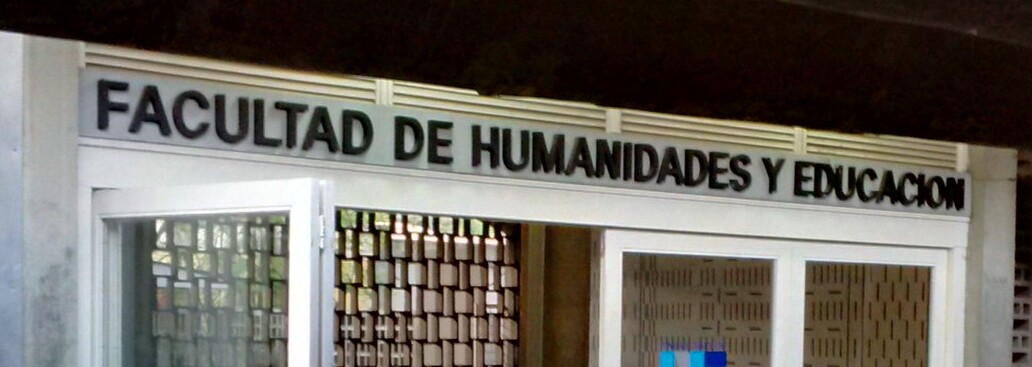 FACULTAD DE HUMANIDADES Y EDUCACION